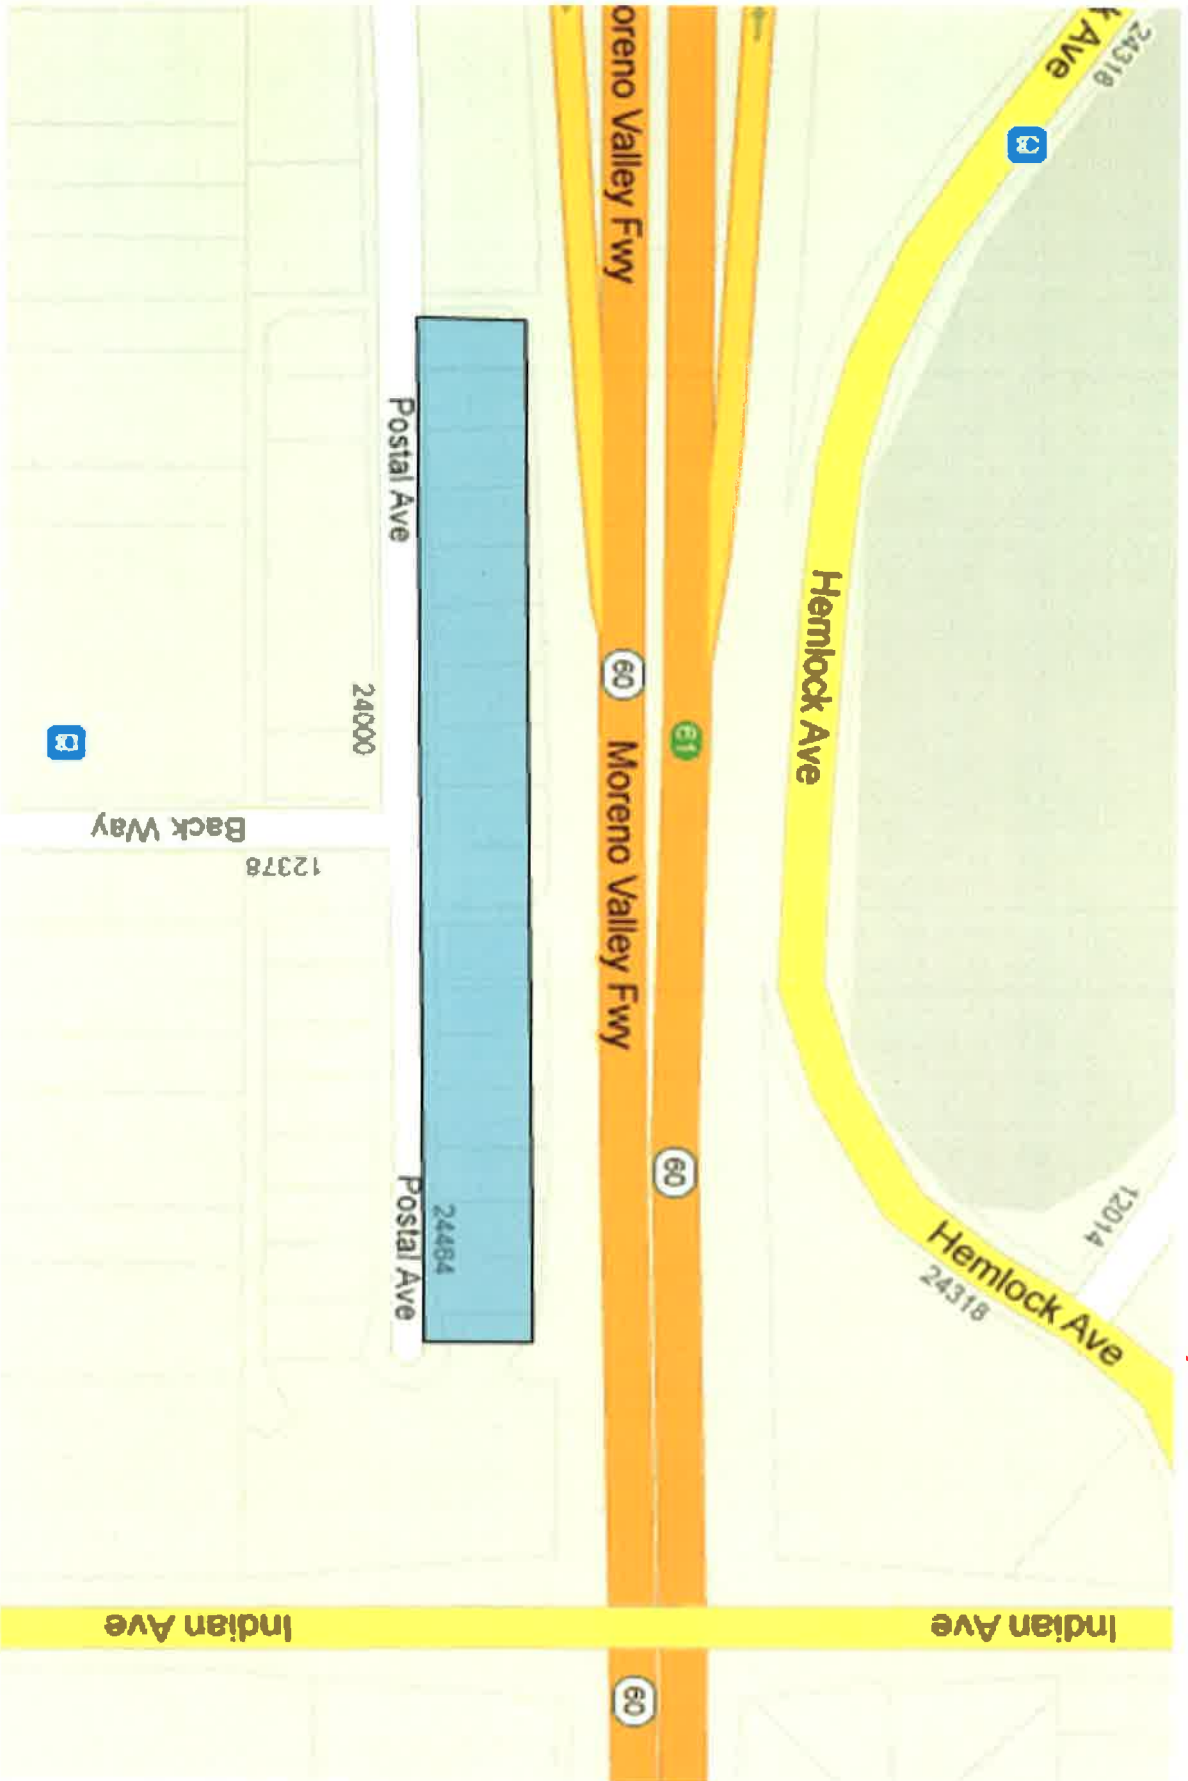 24318
k Ave
oreno Valley Fwy
Postal Ave
Hemlock Ave
24000
60
61
Moreno Valley Fwy
Back Way
12378
60
Postal Ave
24464
12014
Hemlock Ave
24318
Indian Ave
Indian Ave
60